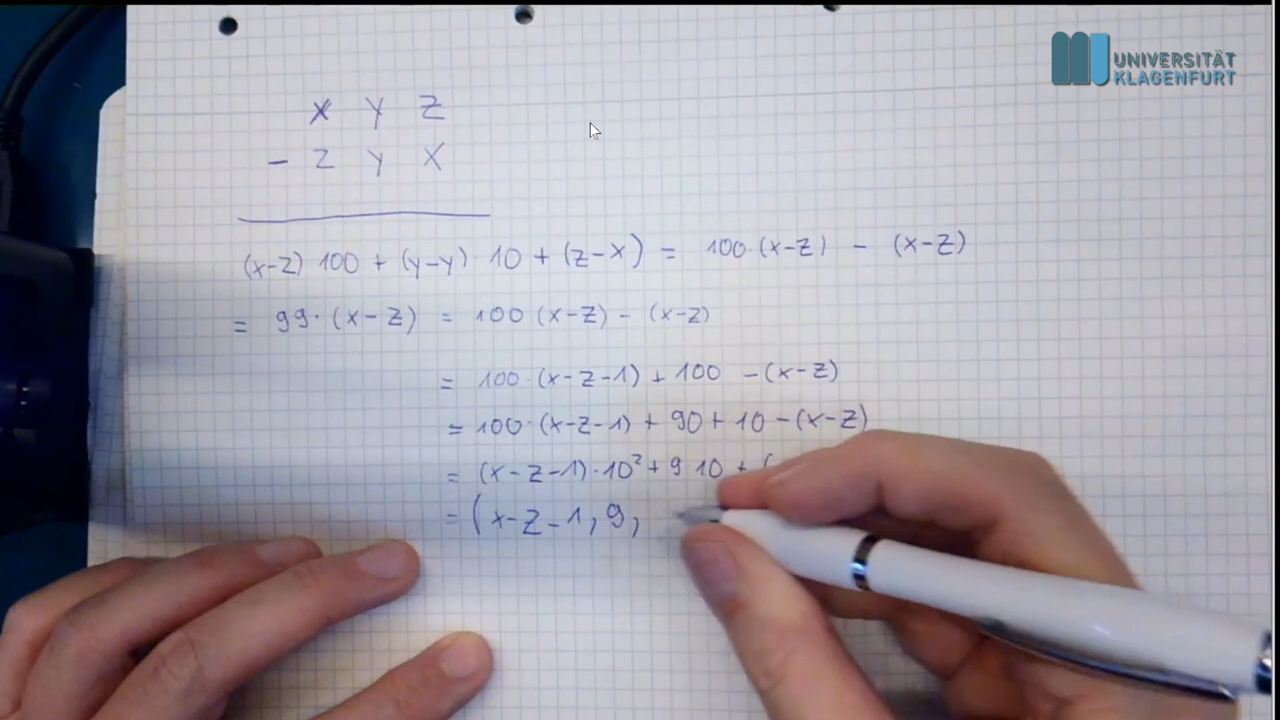 UNIVERSITÄT
KLAGENFURT
x y z
- z y x
(x-z) 100 + (y-y) 10 + (z-x) = 100·(x-z) - (x-z)
= 99·(x-z) = 100 (x-z) - (x-z)
= 100·(x-z-1) + 100 -(x-z)
= 100·(x-z-1) + 90 + 10 -(x-z)
= (x-z-1)·10² + 9 10 + (
= (x-z-1, 9,